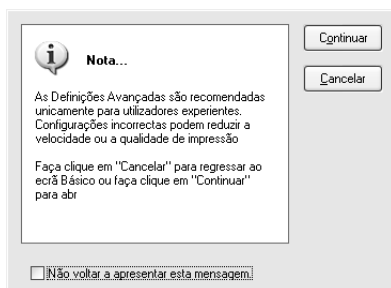 Nota...
As Definições Avançadas são recomendadas
unicamente para utilizadores experientes.
Configurações incorrectas podem reduzir a
velocidade ou a qualidade de impressão
Faça clique em "Cancelar" para regressar ao
ecrã Básico ou faça clique em "Continuar"
para abr
Continuar
Cancelar
Não voltar a apresentar esta mensagem.